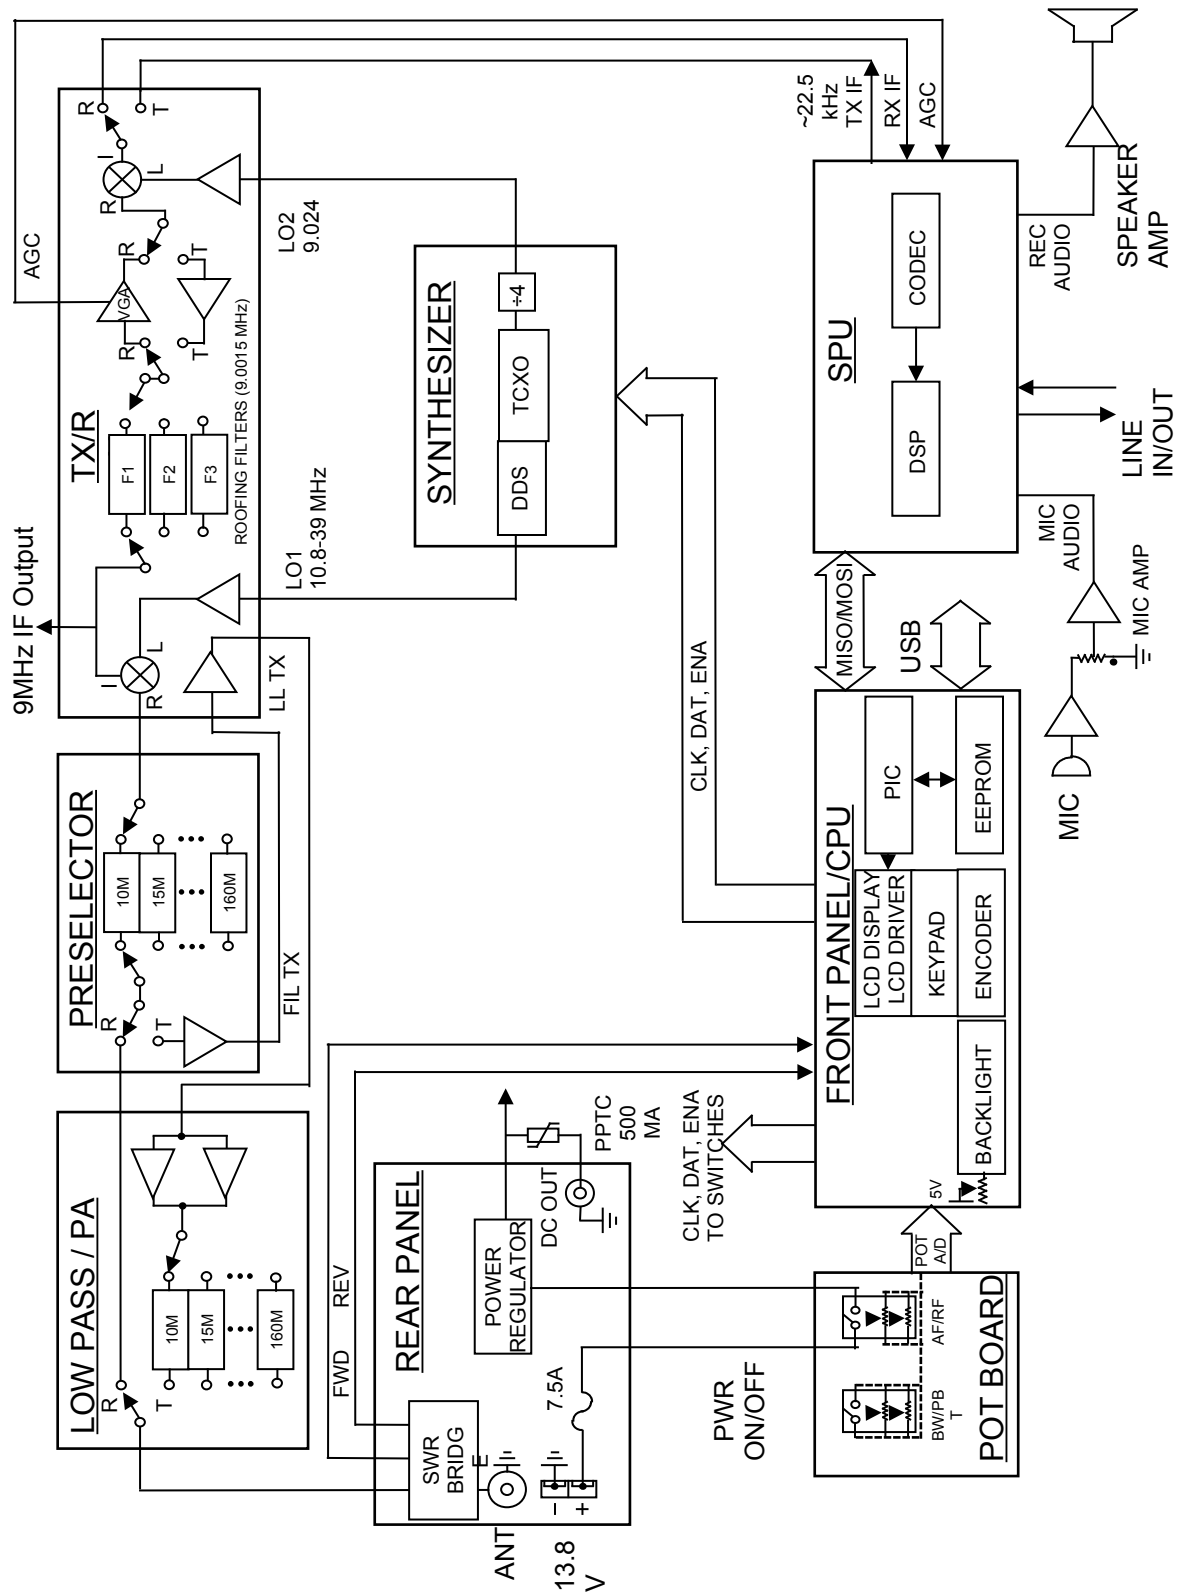 LOW PASS / PA
R
T
10M
15M
160M
PRESELECTOR
R
T
10M
15M
160M
FIL TX
LL TX
9MHz IF Output
TX/R
I
R
L
F1
F2
F3
ROOFING FILTERS (9.0015 MHz)
R
T
VGA
R
T
R
I
L
R
T
AGC
LO1
10.8-39 MHz
LO2
9.024
SYNTHESIZER
DDS
TCXO
÷4
~22.5
kHz
TX IF
RX IF
AGC
REAR PANEL
SWR
BRIDG
E
ANT
13.8
V
–
+
7.5A
POWER
REGULATOR
DC OUT
PPTC
500
MA
FWD
REV
CLK, DAT, ENA
TO SWITCHES
CLK, DAT, ENA
PWR
ON/OFF
POT BOARD
BW/PB
T
AF/RF
POT
A/D
FRONT PANEL/CPU
5V
BACKLIGHT
LCD DISPLAY
LCD DRIVER
KEYPAD
ENCODER
PIC
EEPROM
MISO/MOSI
USB
SPU
DSP
CODEC
MIC
MIC AMP
MIC
AUDIO
LINE
IN/OUT
REC
AUDIO
SPEAKER
AMP